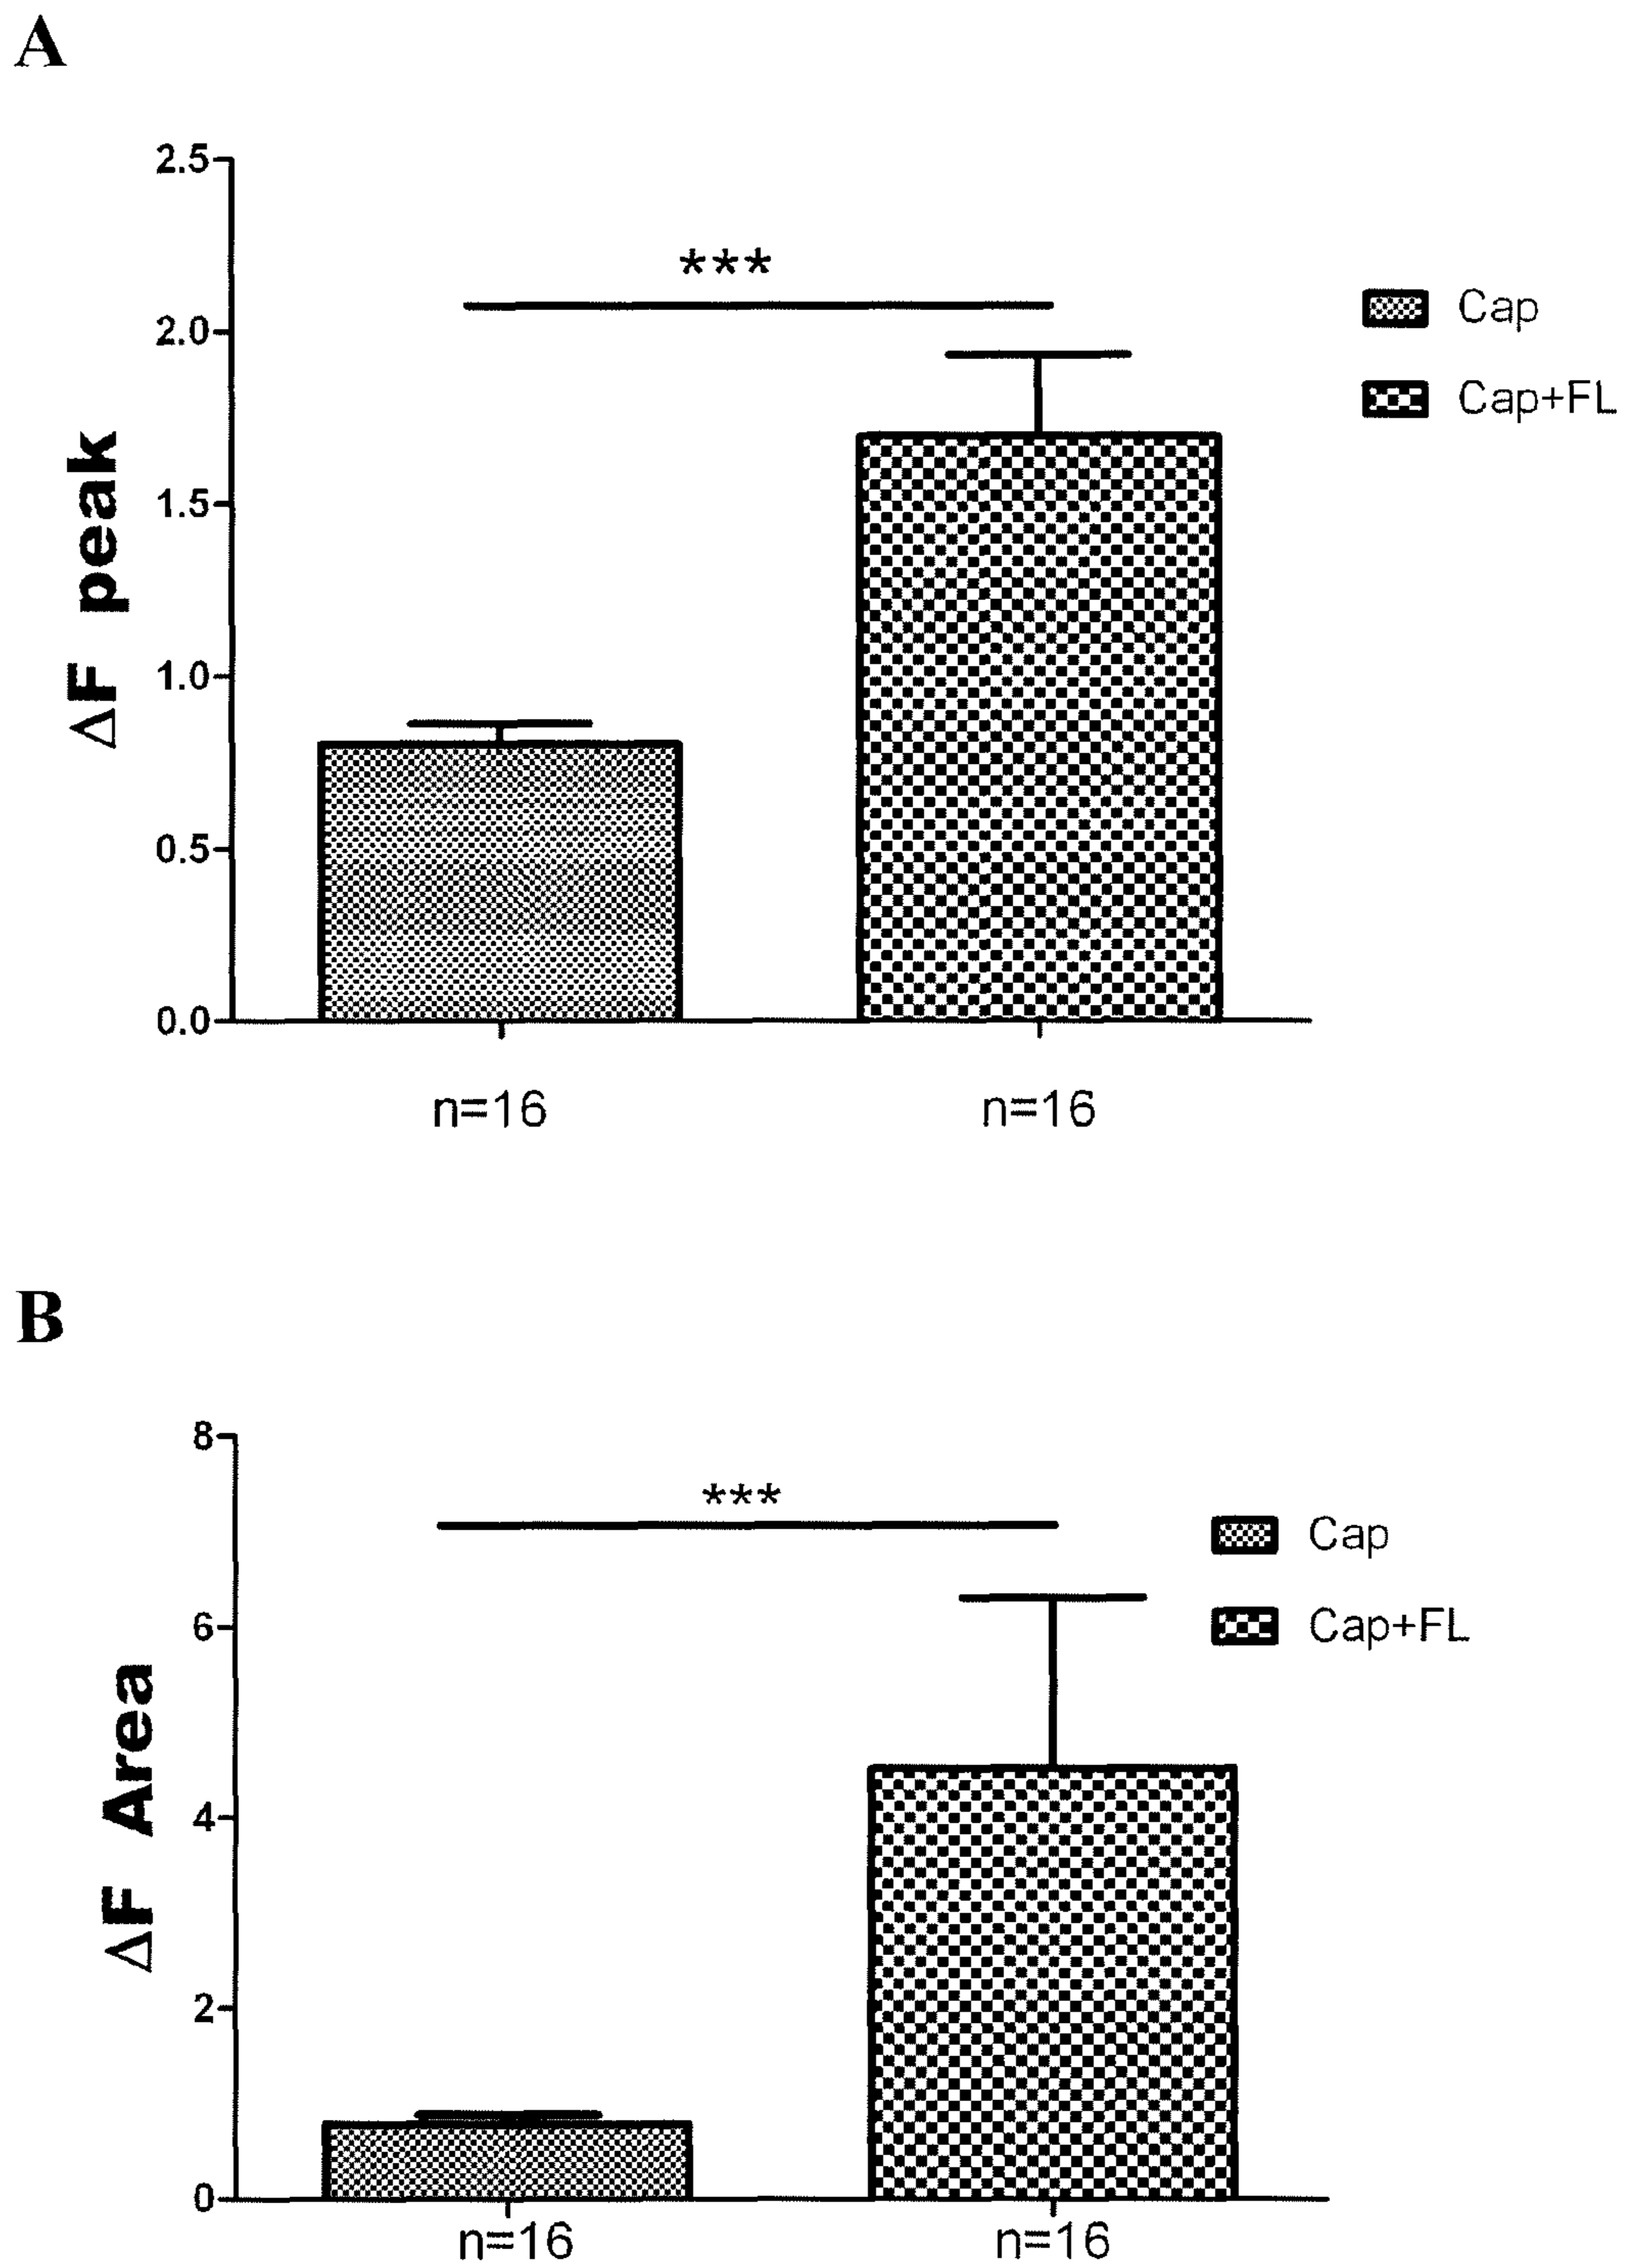 A
2.5
***
2.0
Cap
Cap+FL
1.5
ΔF peak
1.0
0.5
0.0
n=16 n=16
B
8
***
Cap
6
Cap+FL
ΔF Area
4
2
0
n=16 n=16